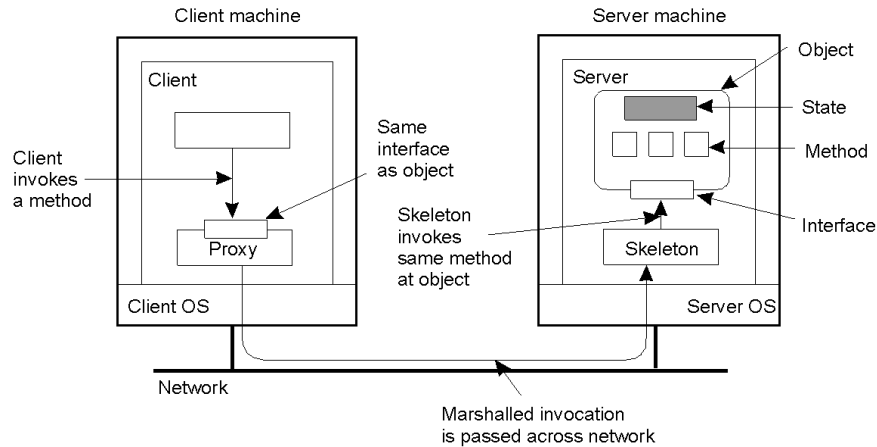 Client machine
Server machine
Client
Server
Object
State
Method
Interface
Client
invokes
a method
Same
interface
as object
Proxy
Skeleton
invokes
same method
at object
Skeleton
Client OS
Server OS
Network
Marshalled invocation
is passed across network